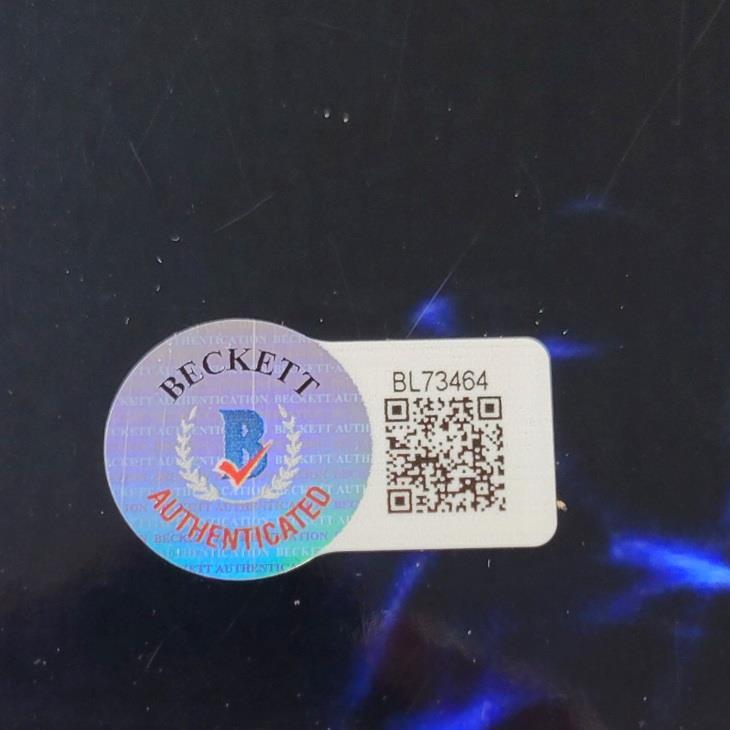 BECKETT
B
AUTHENTICATED
BL73464